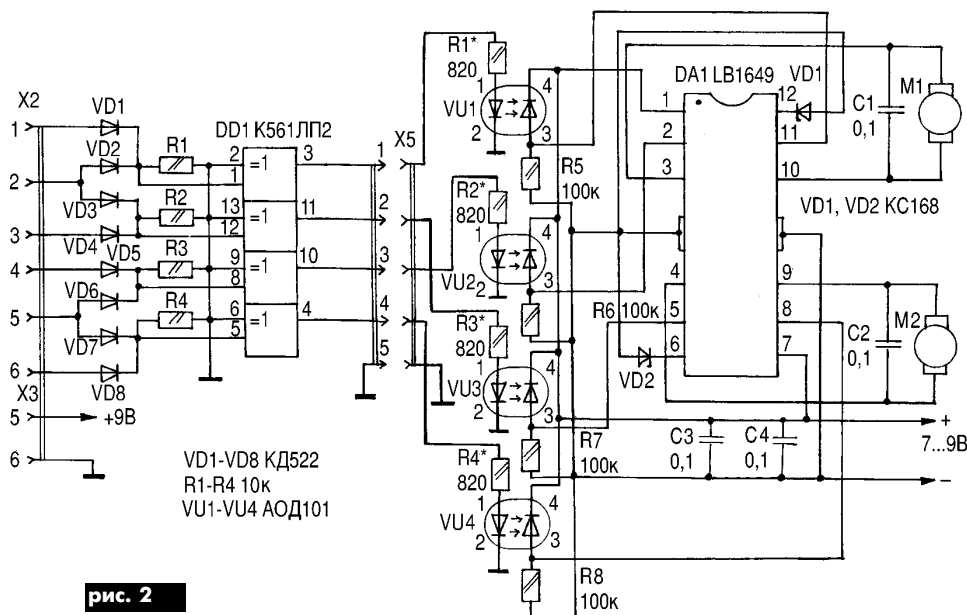 X2
1
2
3
4
5
6
X3
5
6
+9В
VD1
VD2
VD3
VD4
VD5
VD6
VD7
VD8
R1
R2
R3
R4
DD1 К561ЛП2
2
1
=1
3
13
12
=1
11
9
8
=1
10
6
5
=1
4
1
2
3
4
5
X5
R1*
820
1
2
VU1
4
3
R5
100к
R2*
820
1
2
VU2
4
3
R6 100к
R3*
820
1
2
VU3
4
3
R7
100к
R4*
820
1
2
VU4
4
3
R8
100к
DA1 LB1649
1
2
3
4
5
6
12
11
10
9
8
7
VD1
VD2
C1
0,1
M1
VD1, VD2 КС168
C2
0,1
M2
C3
0,1
C4
0,1
+
7...9В
–
VD1-VD8 КД522
R1-R4 10к
VU1-VU4 АОД101
рис. 2